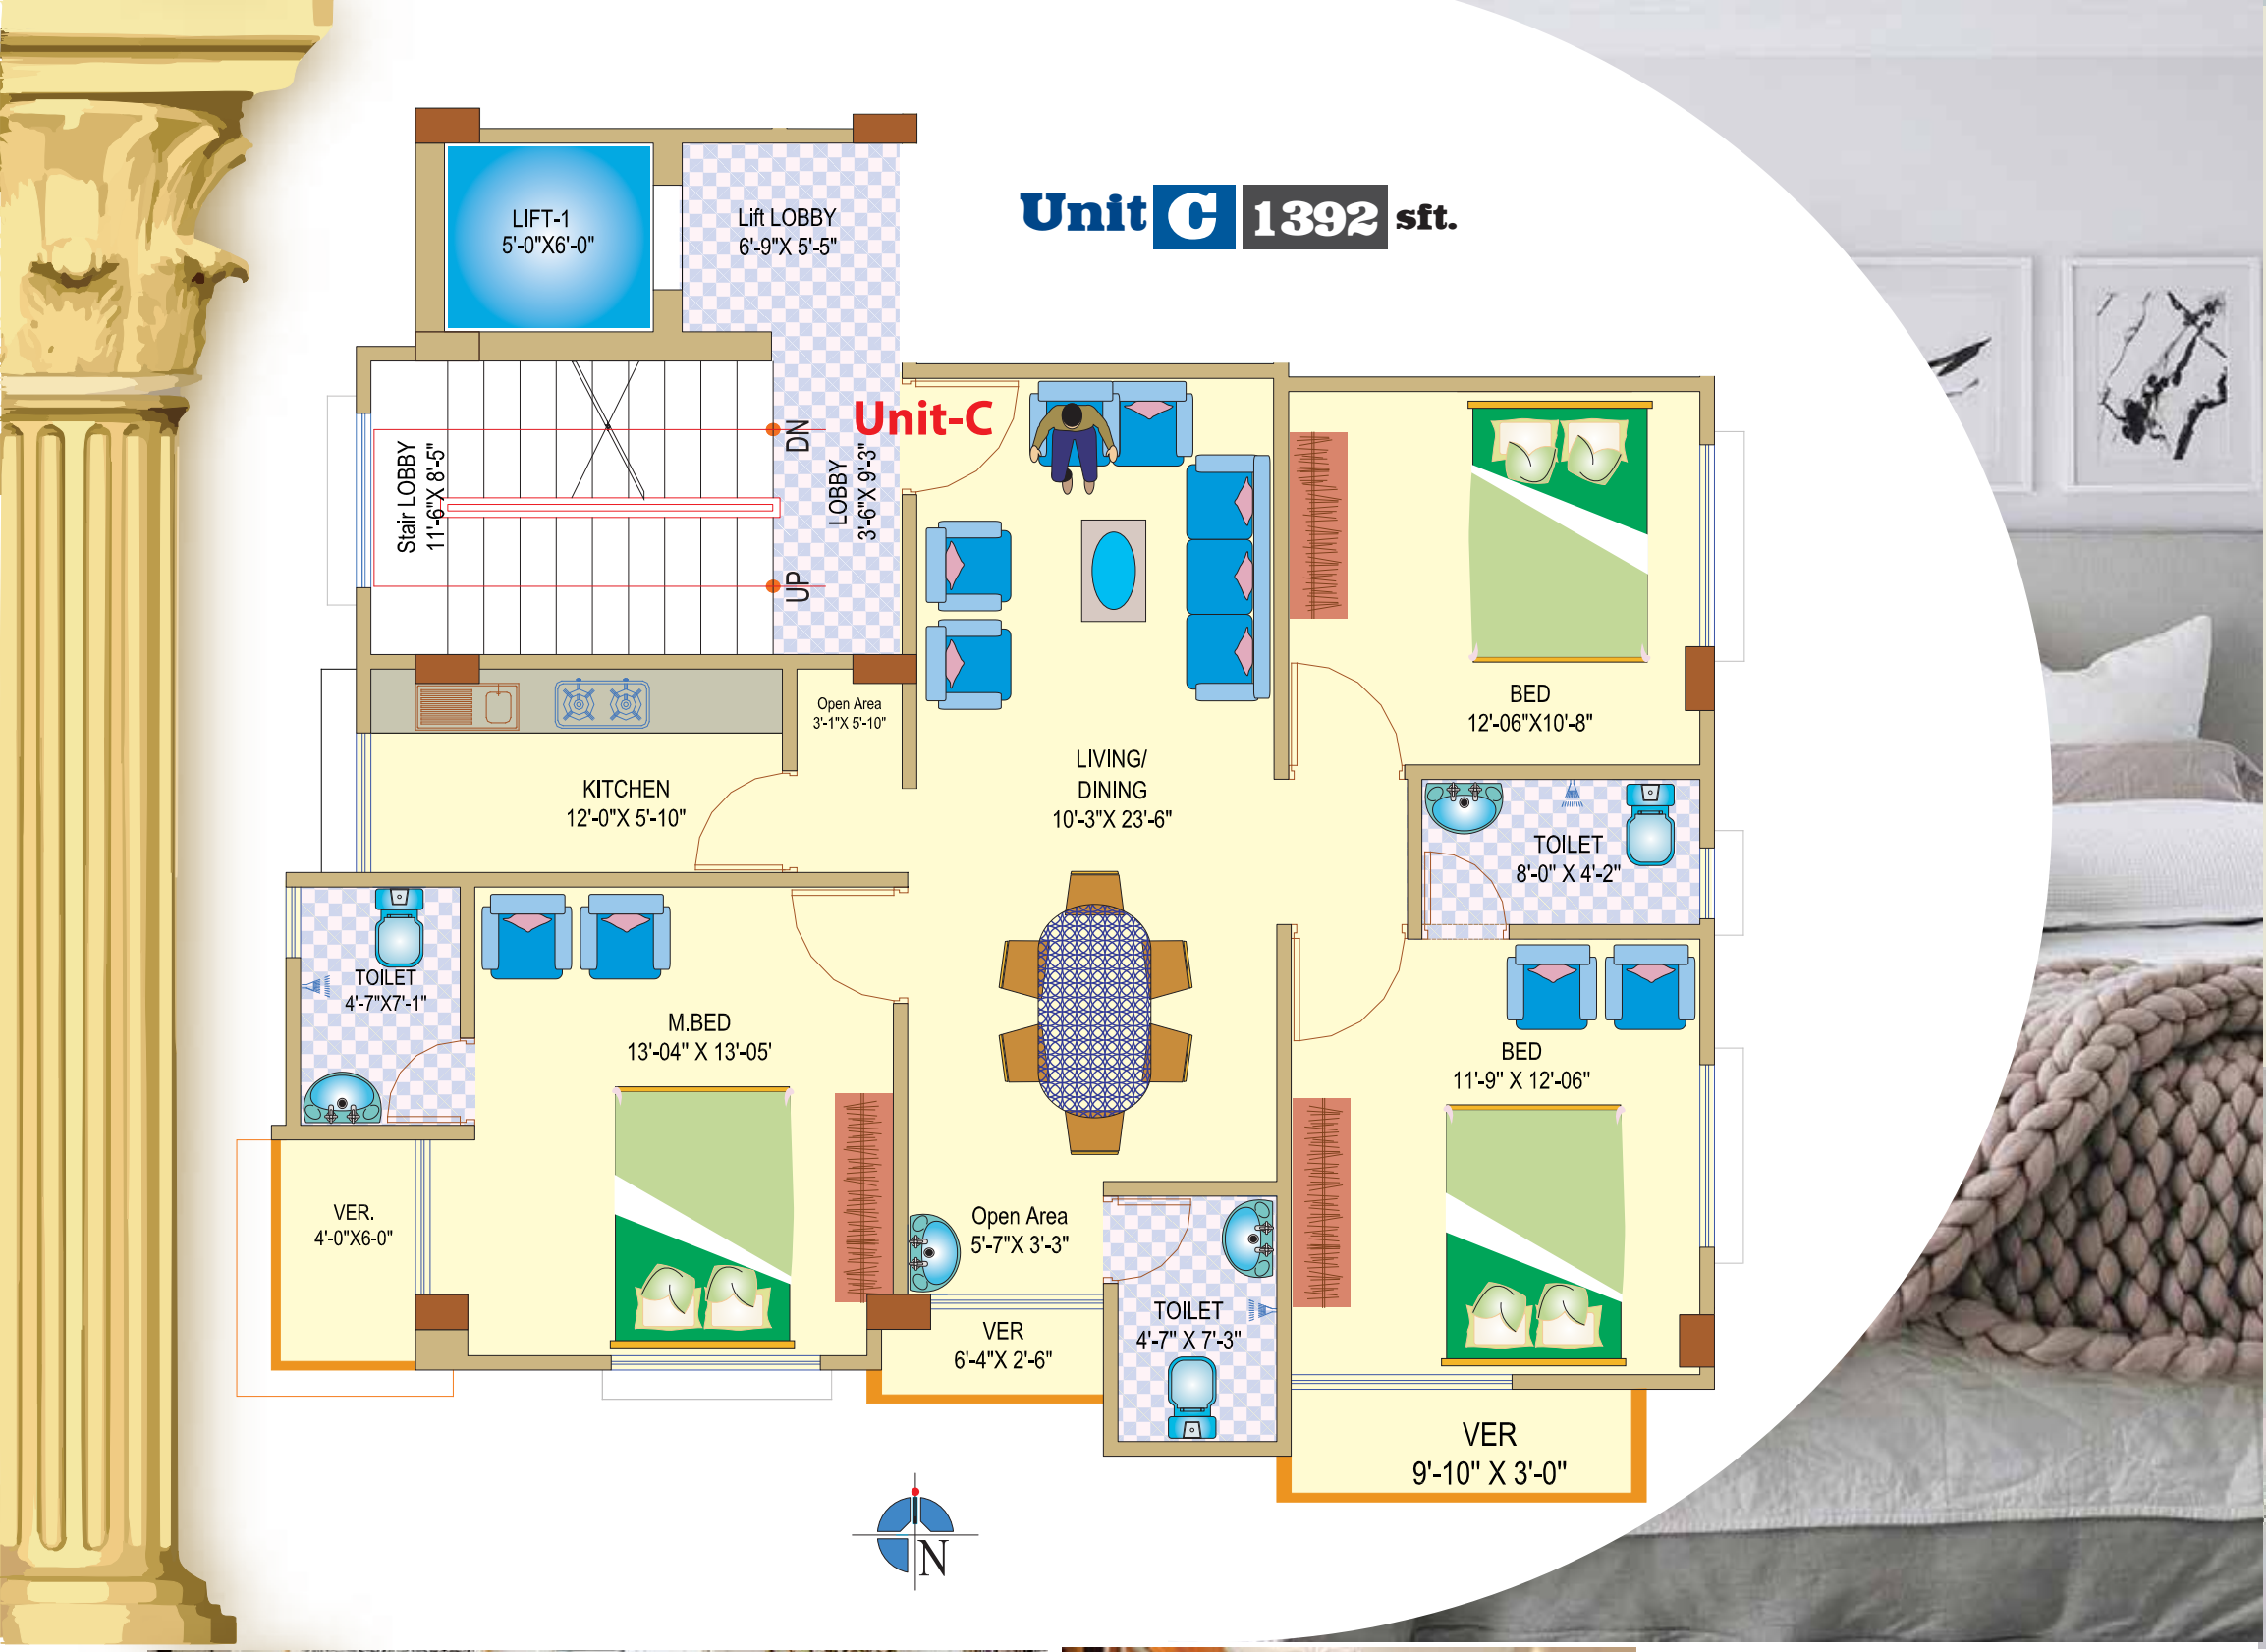 Unit C 1392 sft.
LIFT-1
5'-0"X6'-0"
Lift LOBBY
6'-9"X 5'-5"
Unit-C
Stair LOBBY
11'-6"X 8'-5"
DN
UP
LOBBY
3'-6"X 9'-3"
Open Area
3'-1"X 5'-10"
KITCHEN
12'-0"X 5'-10"
LIVING/
DINING
10'-3"X 23'-6"
BED
12'-06"X10'-8"
TOILET
8'-0" X 4'-2"
TOILET
4'-7"X7'-1"
M.BED
13'-04" X 13'-05'
BED
11'-9" X 12'-06"
VER.
4'-0"X6-0"
Open Area
5'-7"X 3'-3"
VER
6'-4"X 2'-6"
TOILET
4'-7" X 7'-3"
VER
9'-10" X 3'-0"
N